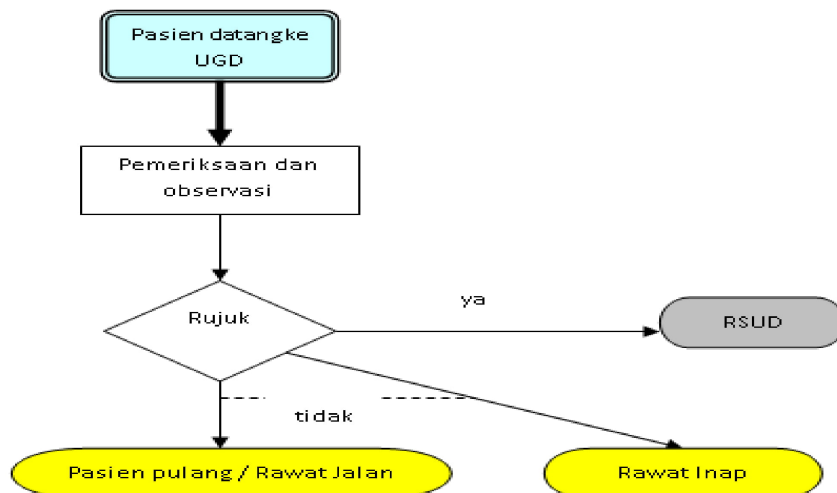 Pasien datangke
UGD
Pemeriksaan dan
observasi
Rujuk
ya
RSUD
tidak
Pasien pulang / Rawat Jalan
Rawat Inap